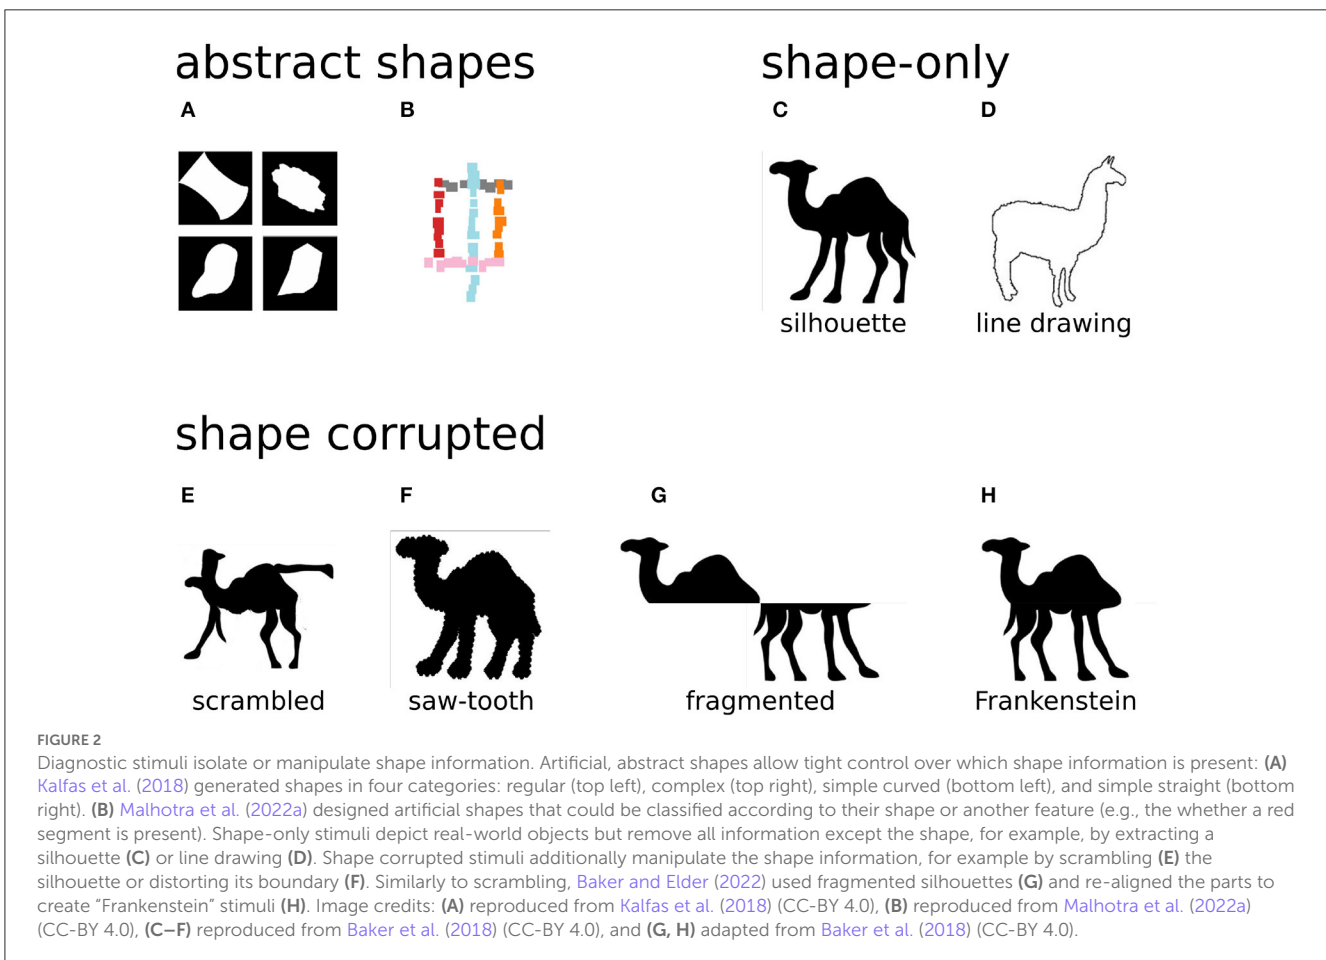 abstract shapes
shape-only
A
B
C
D
silhouette
line drawing
shape corrupted
E
F
G
H
scrambled
saw-tooth
fragmented
Frankenstein
FIGURE 2
Diagnostic stimuli isolate or manipulate shape information. Artificial, abstract shapes allow tight control over which shape information is present: (A)
Kalfas et al. (2018) generated shapes in four categories: regular (top left), complex (top right), simple curved (bottom left), and simple straight (bottom
right). (B) Malhotra et al. (2022a) designed artificial shapes that could be classified according to their shape or another feature (e.g., the whether a red
segment is present). Shape-only stimuli depict real-world objects but remove all information except the shape, for example, by extracting a
silhouette (C) or line drawing (D). Shape corrupted stimuli additionally manipulate the shape information, for example by scrambling (E) the
silhouette or distorting its boundary (F). Similarly to scrambling, Baker and Elder (2022) used fragmented silhouettes (G) and re-aligned the parts to
create “Frankenstein” stimuli (H). Image credits: (A) reproduced from Kalfas et al. (2018) (CC-BY 4.0), (B) reproduced from Malhotra et al. (2022a)
(CC-BY 4.0), (C–F) reproduced from Baker et al. (2018) (CC-BY 4.0), and (G, H) adapted from Baker et al. (2018) (CC-BY 4.0).